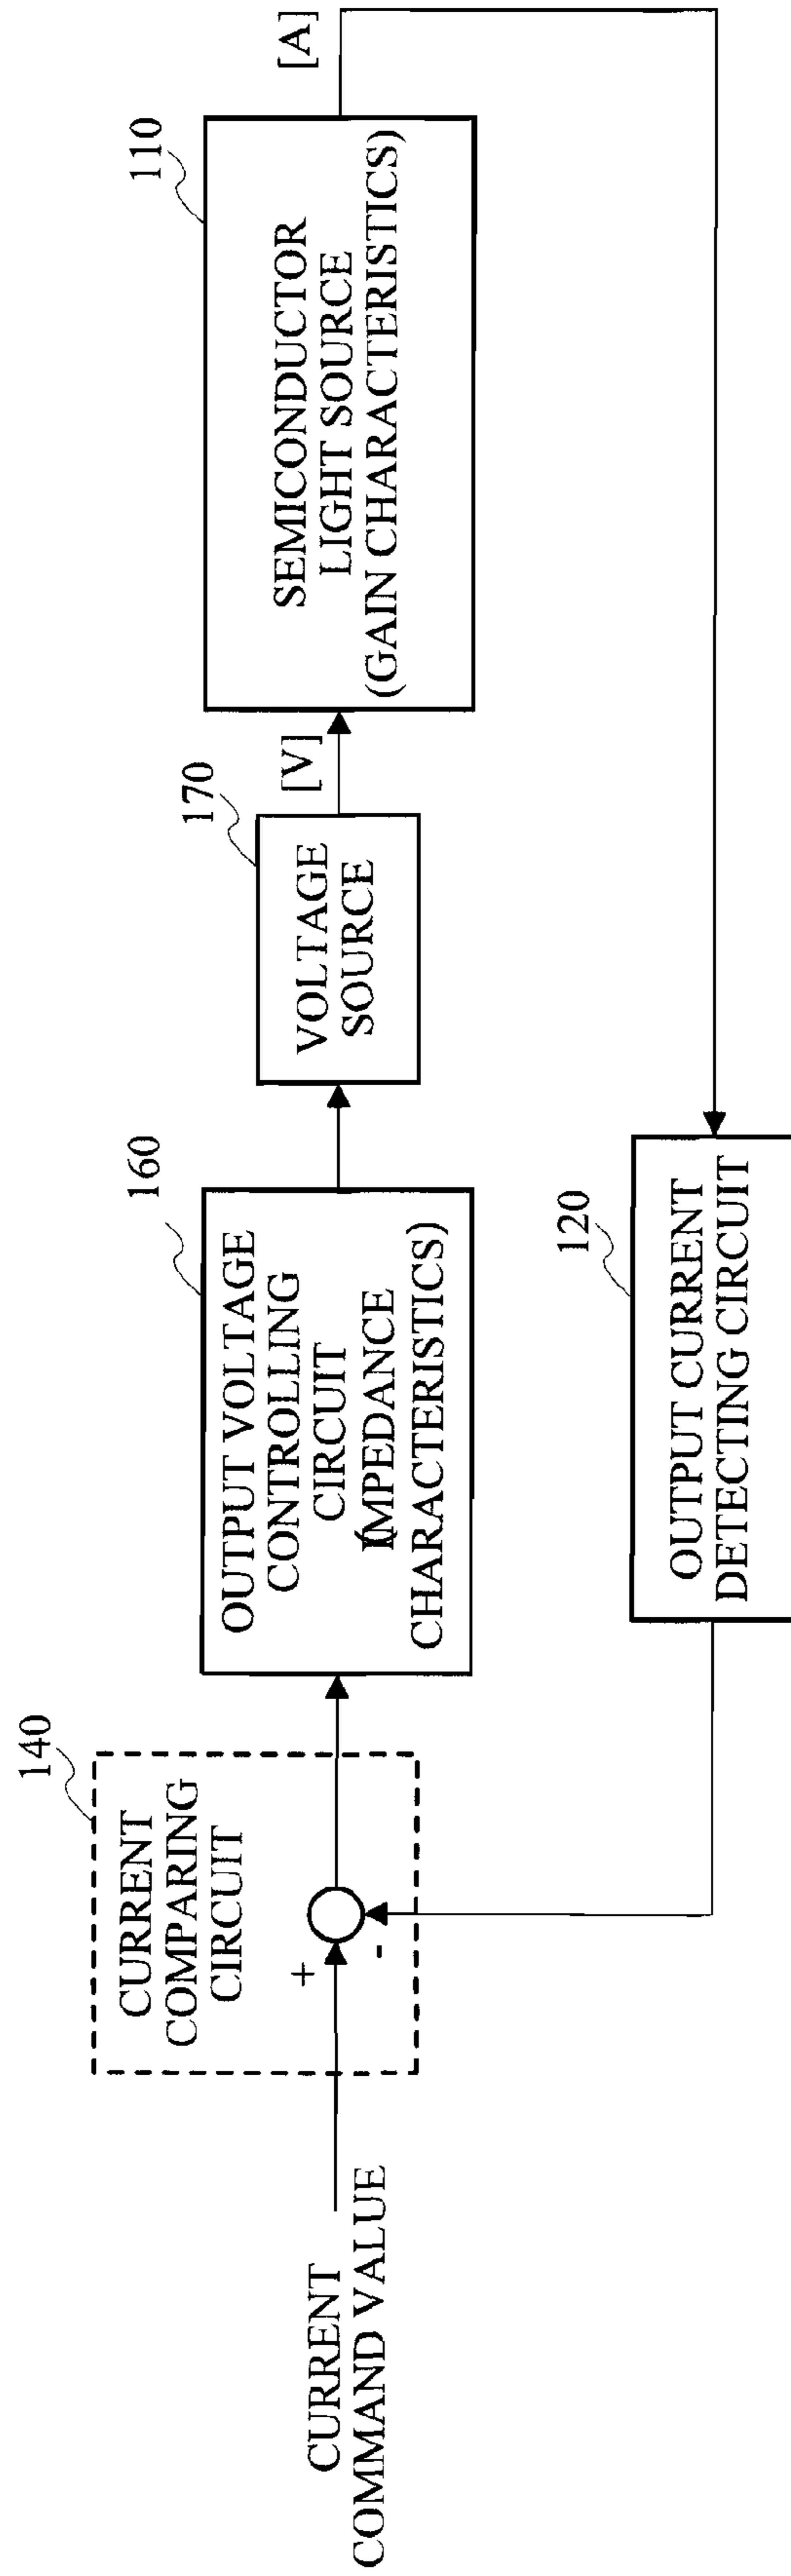 CURRENT
COMMAND VALUE
140
CURRENT
COMPARING
CIRCUIT
+
-
160
OUTPUT VOLTAGE
CONTROLLING
CIRCUIT
(IMPEDANCE
CHARACTERISTICS)
170
VOLTAGE
SOURCE
[V]
110
SEMICONDUCTOR
LIGHT SOURCE
(GAIN CHARACTERISTICS)
[A]
120
OUTPUT CURRENT
DETECTING CIRCUIT